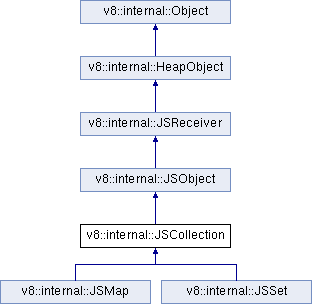 v8::internal::Object
v8::internal::HeapObject
v8::internal::JSReceiver
v8::internal::JSObject
v8::internal::JSCollection
v8::internal::JSMap
v8::internal::JSSet